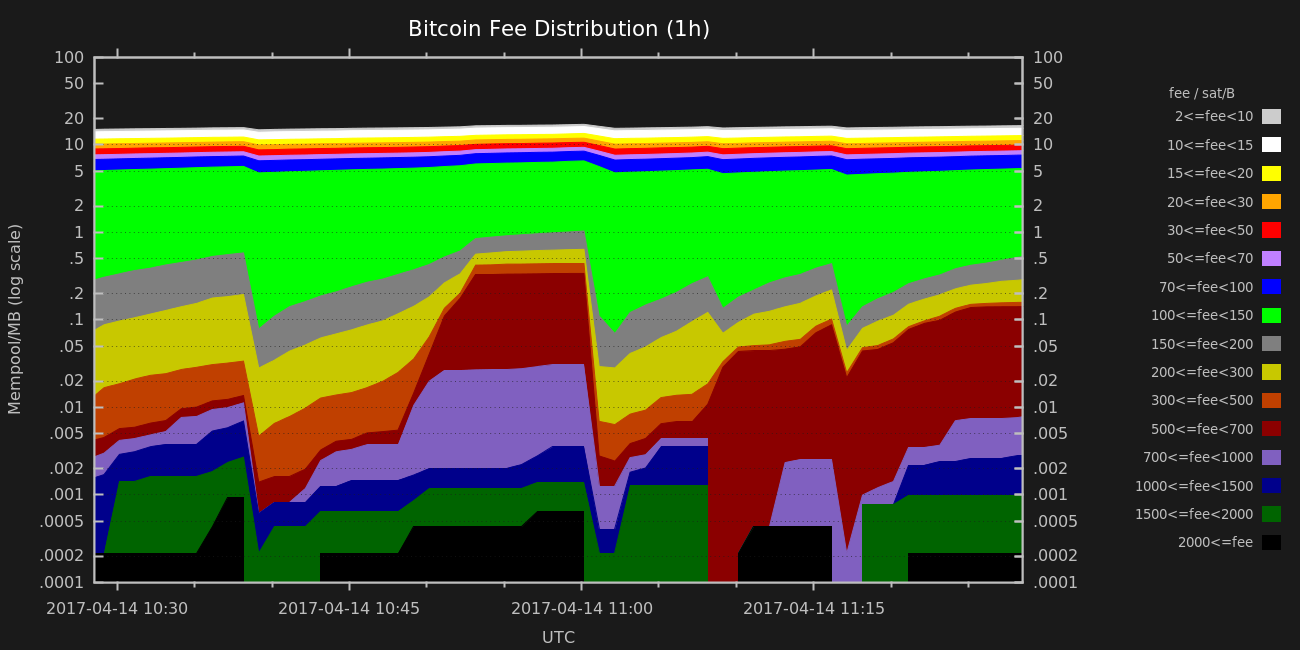 Bitcoin Fee Distribution (1h)
Mempool/MB (log scale)
100
50
20
10
5
2
1
.5
.2
.1
.05
.02
.01
.005
.002
.001
.0005
.0002
.0001
100
50
20
10
5
2
1
.5
.2
.1
.05
.02
.01
.005
.002
.001
.0005
.0002
.0001
2017-04-14 10:30
2017-04-14 10:45
2017-04-14 11:00
2017-04-14 11:15
UTC
fee / sat/B
2<=fee<10
10<=fee<15
15<=fee<20
20<=fee<30
30<=fee<50
50<=fee<70
70<=fee<100
100<=fee<150
150<=fee<200
200<=fee<300
300<=fee<500
500<=fee<700
700<=fee<1000
1000<=fee<1500
1500<=fee<2000
2000<=fee